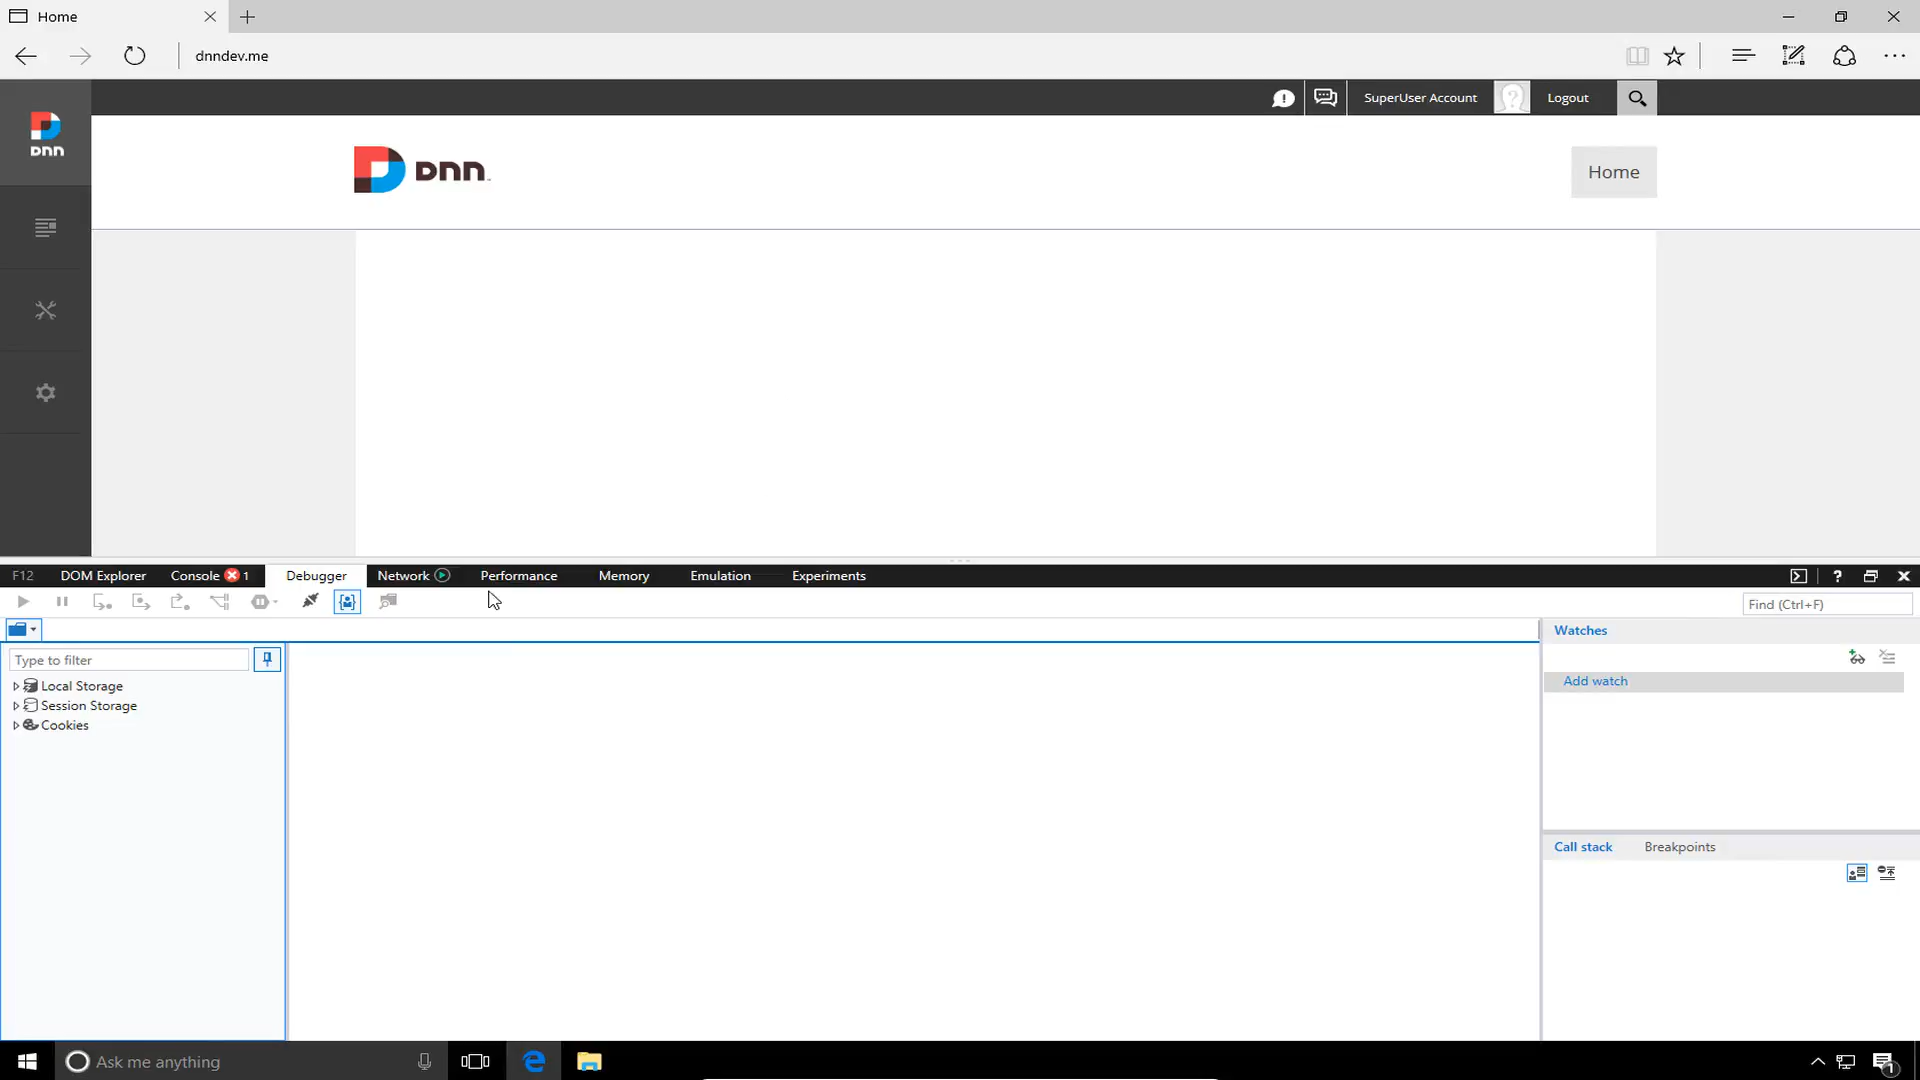 Home
dnndev.me
SuperUser Account
Logout
DNN
DNN
Home
F12
DOM Explorer
Console
1
Debugger
Network
Performance
Memory
Emulation
Experiments
?
Find (Ctrl+F)
Watches
Type to filter
Local Storage
Session Storage
Cookies
Add watch
Call stack
Breakpoints
Ask me anything
1